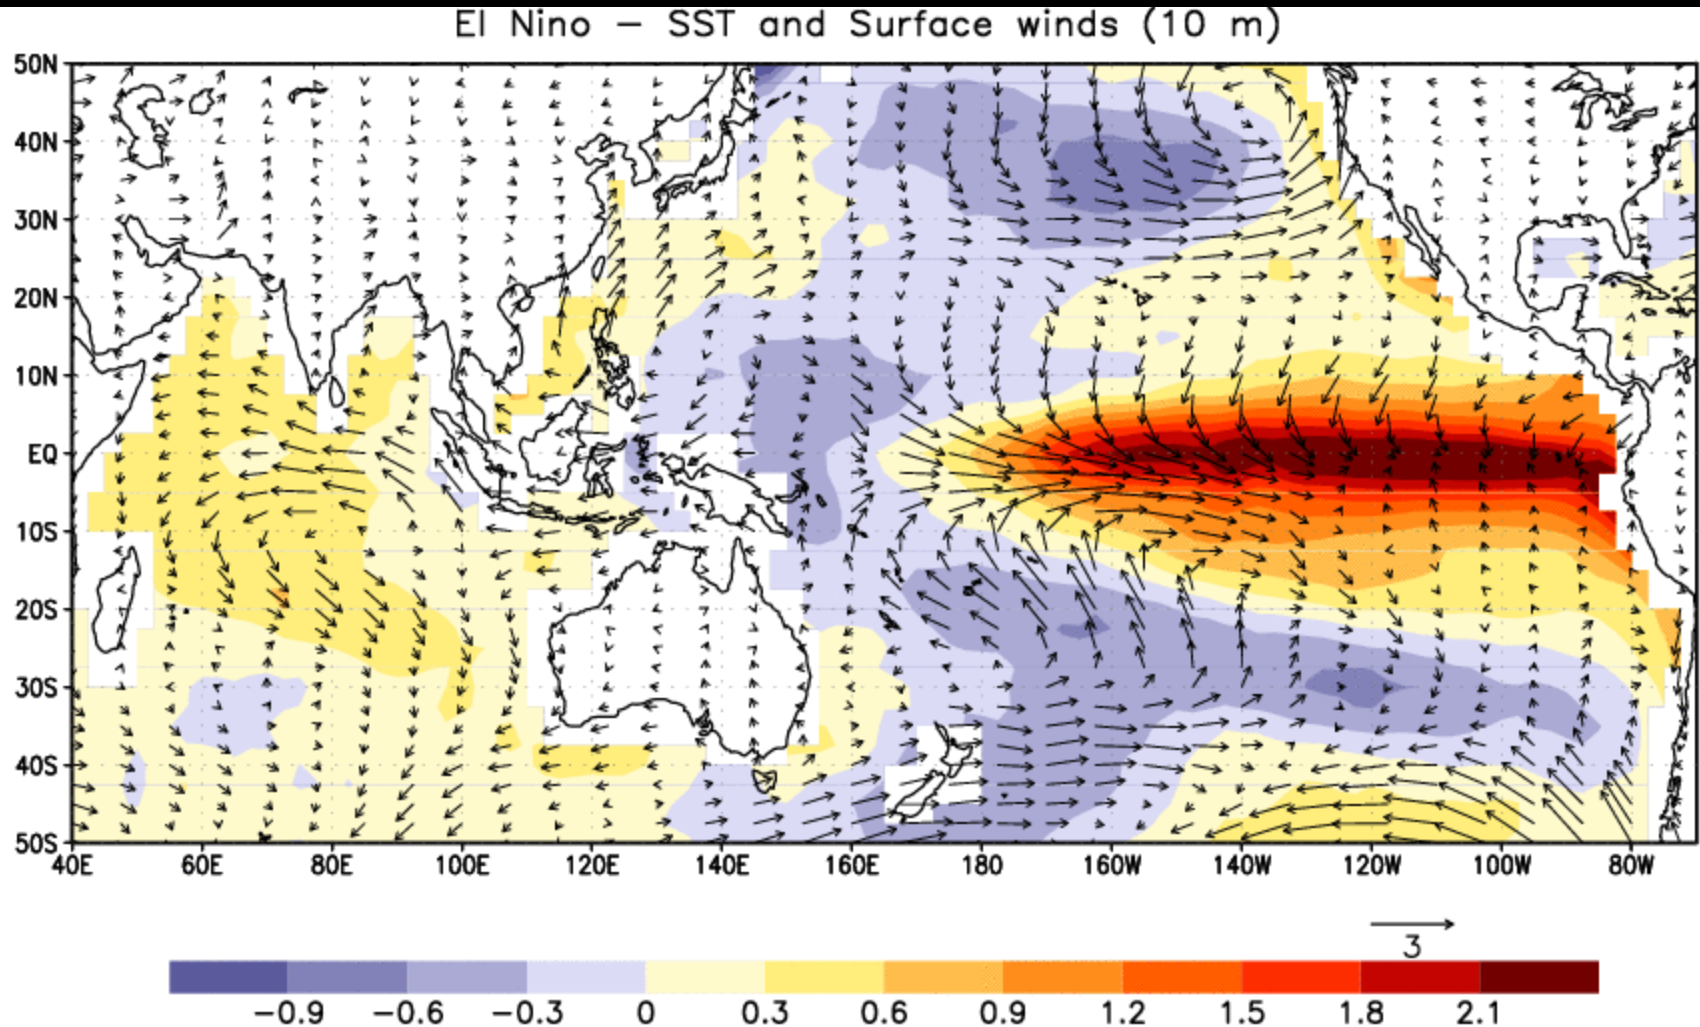 El Nino − SST and Surface winds (10 m)
50N
40N
30N
20N
10N
EQ
10S
20S
30S
40S
50S
40E 60E 80E 100E 120E 140E 160E 180 160W 140W 120W 100W 80W
3
−0.9 −0.6 −0.3 0 0.3 0.6 0.9 1.2 1.5 1.8 2.1